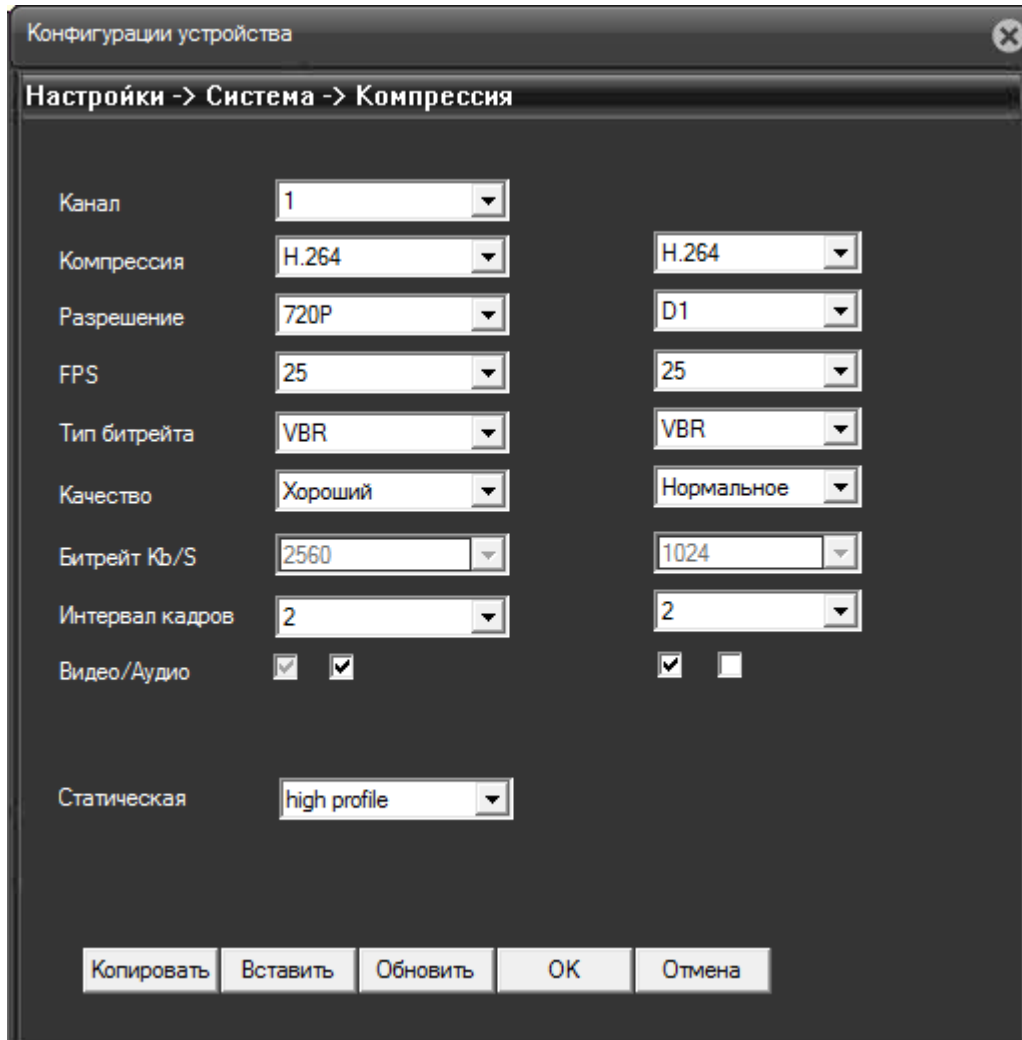 Конфигурации устройства
Настройки -> Система -> Компрессия
Канал 1
Компрессия H.264 H.264
Разрешение 720P D1
FPS 25 25
Тип битрейта VBR VBR
Качество Хороший Нормальное
Битрейт Kb/S 2560 1024
Интервал кадров 2 2
Видео/Аудио
Статическая high profile
Копировать Вставить Обновить OK Отмена